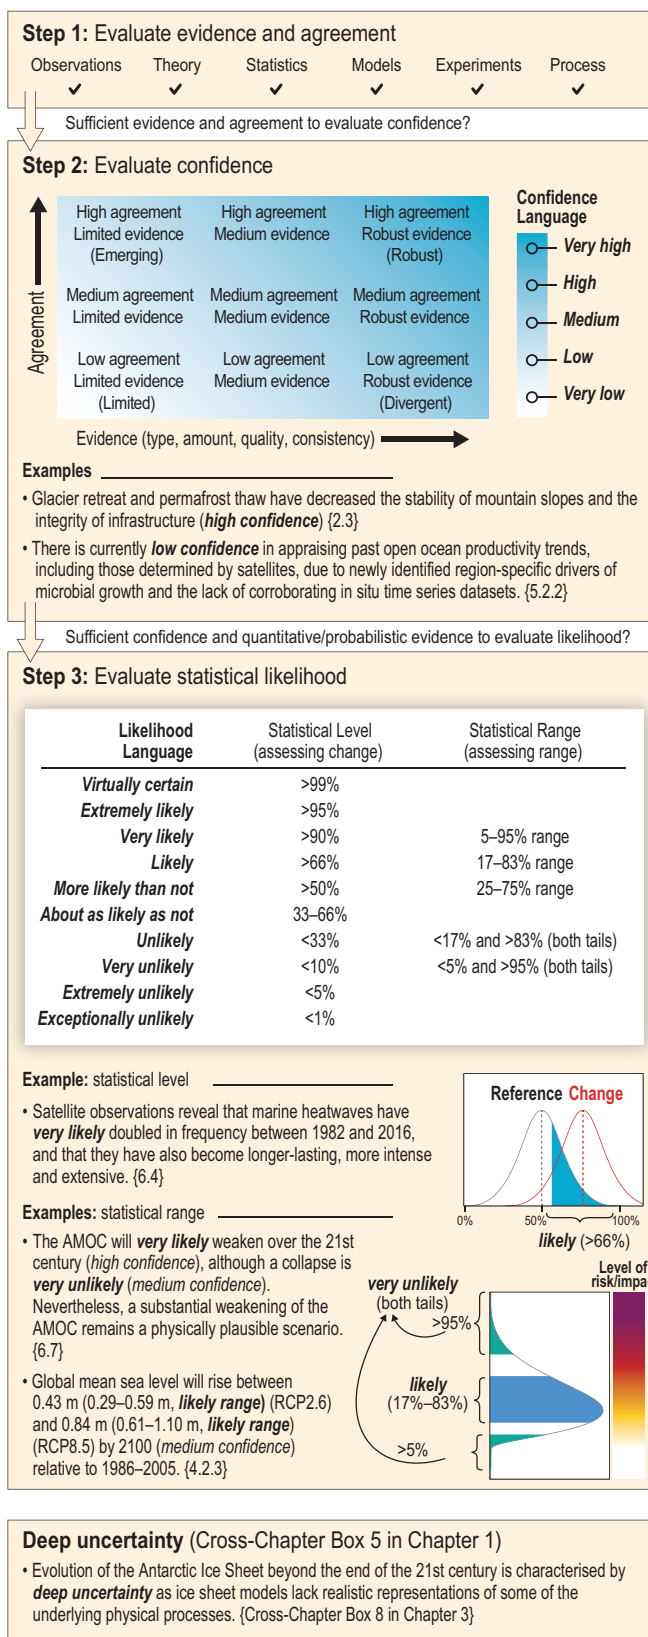 Step 1: Evaluate evidence and agreement
Observations Theory Statistics Models Experiments Process
Sufficient evidence and agreement to evaluate confidence?
Step 2: Evaluate confidence
Agreement
High agreement
Limited evidence
(Emerging)
High agreement
Medium evidence
High agreement
Robust evidence
(Robust)
Medium agreement
Limited evidence
Medium agreement
Medium evidence
Medium agreement
Robust evidence
Low agreement
Limited evidence
(Limited)
Low agreement
Medium evidence
Low agreement
Robust evidence
(Divergent)
Evidence (type, amount, quality, consistency)
Confidence
Language
Very high
High
Medium
Low
Very low
Examples
• Glacier retreat and permafrost thaw have decreased the stability of mountain slopes and the
integrity of infrastructure (high confidence) {2.3}
• There is currently low confidence in appraising past open ocean productivity trends,
including those determined by satellites, due to newly identified region-specific drivers of
microbial growth and the lack of corroborating in situ time series datasets. {5.2.2}
Sufficient confidence and quantitative/probabilistic evidence to evaluate likelihood?
Step 3: Evaluate statistical likelihood
Likelihood Statistical Level Statistical Range
Language (assessing change) (assessing range)
Virtually certain >99%
Extremely likely >95%
Very likely >90% 5–95% range
Likely >66% 17–83% range
More likely than not >50% 25–75% range
About as likely as not 33–66%
Unlikely <33% <17% and >83% (both tails)
Very unlikely <10% <5% and >95% (both tails)
Extremely unlikely <5%
Exceptionally unlikely <1%
Example: statistical level
• Satellite observations reveal that marine heatwaves have
very likely doubled in frequency between 1982 and 2016,
and that they have also become longer-lasting, more intense
and extensive. {6.4}
Reference Change
0% 50% 100%
likely (>66%)
Examples: statistical range
• The AMOC will very likely weaken over the 21st
century (high confidence), although a collapse is
very unlikely (medium confidence).
Nevertheless, a substantial weakening of the
AMOC remains a physically plausible scenario.
{6.7}
• Global mean sea level will rise between
0.43 m (0.29–0.59 m, likely range) (RCP2.6)
and 0.84 m (0.61–1.10 m, likely range)
(RCP8.5) by 2100 (medium confidence)
relative to 1986–2005. {4.2.3}
Level of
risk/impa
very unlikely
(both tails)
>95%
likely
(17%–83%)
>5%
Deep uncertainty (Cross-Chapter Box 5 in Chapter 1)
• Evolution of the Antarctic Ice Sheet beyond the end of the 21st century is characterised by
deep uncertainty as ice sheet models lack realistic representations of some of the
underlying physical processes. {Cross-Chapter Box 8 in Chapter 3}